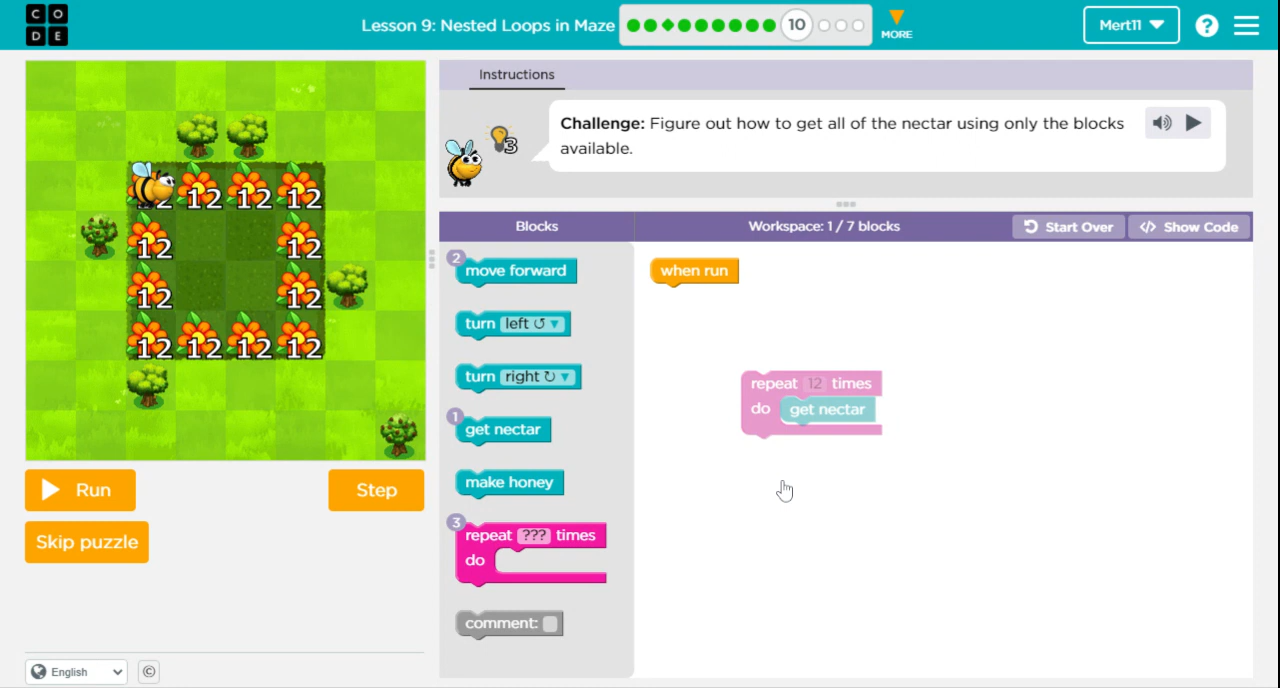 C O
D E
Lesson 9: Nested Loops in Maze
10
MORE
Mert11
?
Instructions
3
Challenge: Figure out how to get all of the nectar using only the blocks
available.
Blocks
Workspace: 1 / 7 blocks
Start Over
</> Show Code
12 12 12
12 12
12 12
12 12 12 12
2
move forward
turn left ↺ ▼
turn right ↻ ▼
1
get nectar
make honey
3
repeat ??? times
do
comment:
when run
repeat 12 times
do get nectar
Run
Step
Skip puzzle
English
©